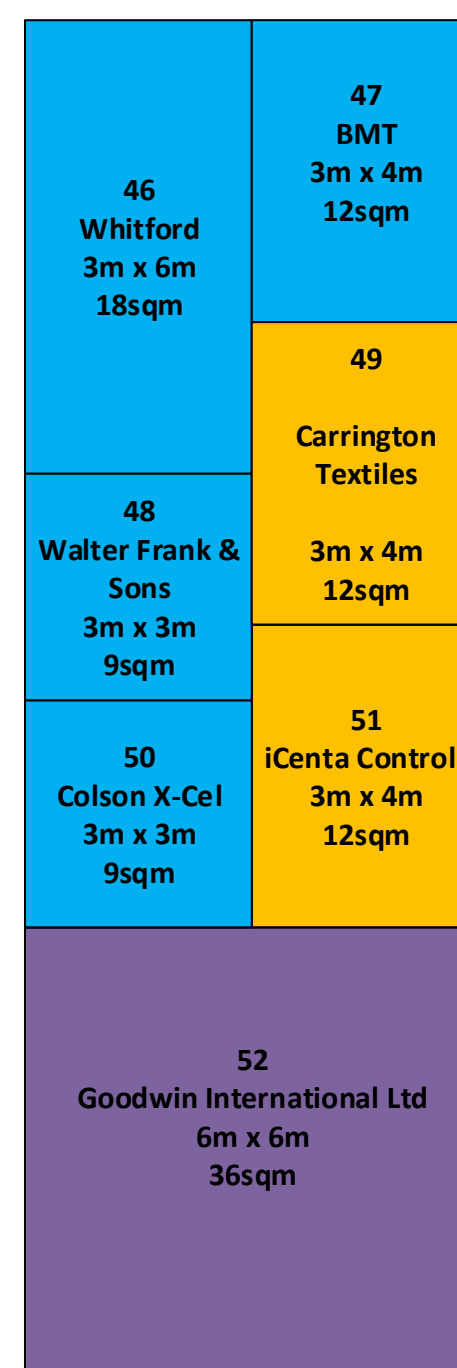 46
Whitford
3m x 6m
18sqm
47
BMT
3m x 4m
12sqm
48
Walter Frank &
Sons
3m x 3m
9sqm
49
Carrington
Textiles
3m x 4m
12sqm
50
Colson X-Cel
3m x 3m
9sqm
51
iCenta Control
3m x 4m
12sqm
52
Goodwin International Ltd
6m x 6m
36sqm